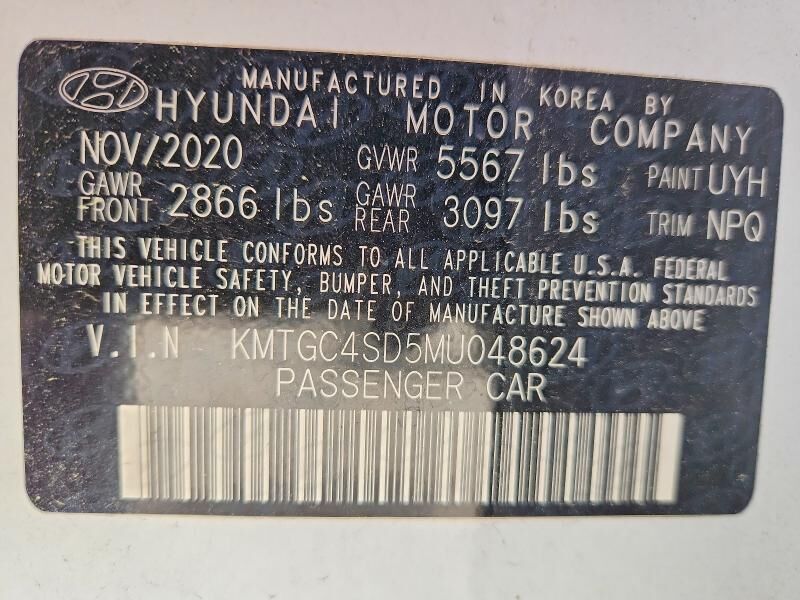 MANUFACTURED IN KOREA BY
HYUNDAI MOTOR COMPANY
NOV/2020 GVWR 5567 lbs PAINT UYH
GAWR FRONT 2866 lbs GAWR REAR 3097 lbs TRIM NPQ
THIS VEHICLE CONFORMS TO ALL APPLICABLE U.S.A. FEDERAL
MOTOR VEHICLE SAFETY, BUMPER, AND THEFT PREVENTION STANDARDS
IN EFFECT ON THE DATE OF MANUFACTURE SHOWN ABOVE
V.I.N KMTGC4SD5MU048624
PASSENGER CAR